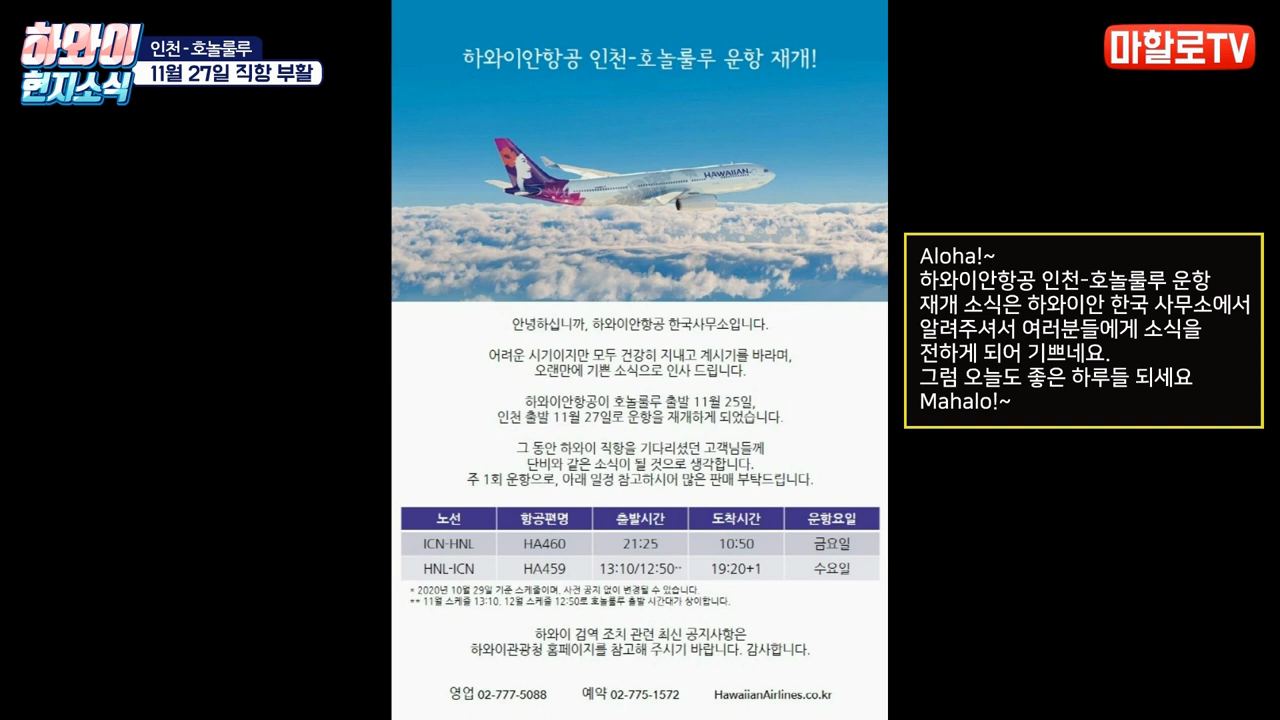 하와이
현지소식
인천-호놀룰루
11월 27일 직항 부활
마할로TV
하와이안항공 인천-호놀룰루 운항 재개!
HAWAIIAN
안녕하십니까, 하와이안항공 한국사무소입니다.
어려운 시기이지만 모두 건강히 지내고 계시기를 바라며,
오랜만에 기쁜 소식으로 인사 드립니다.
하와이안항공이 호놀룰루 출발 11월 25일,
인천 출발 11월 27일로 운항을 재개하게 되었습니다.
그 동안 하와이 직항을 기다리셨던 고객님들께
단비와 같은 소식이 될 것으로 생각합니다.
주 1회 운항으로, 아래 일정 참고하시어 많은 판매 부탁드립니다.
노선 항공편명 출발시간 도착시간 운항요일
ICN-HNL HA460 21:25 10:50 금요일
HNL-ICN HA459 13:10/12:50** 19:20+1 수요일
* 2020년 10월 29일 기준 스케줄이며, 사전 공지 없이 변경될 수 있습니다.
** 11월 스케줄 13:10, 12월 스케줄 12:50로 호놀룰루 출발 시간대가 상이합니다.
하와이 검역 조치 관련 최신 공지사항은
하와이관광청 홈페이지를 참고해 주시기 바랍니다. 감사합니다.
영업 02-777-5088 예약 02-775-1572 HawaiianAirlines.co.kr
Aloha!~
하와이안항공 인천-호놀룰루 운항
재개 소식은 하와이안 한국 사무소에서
알려주셔서 여러분들에게 소식을
전하게 되어 기쁘네요.
그럼 오늘도 좋은 하루들 되세요
Mahalo!~